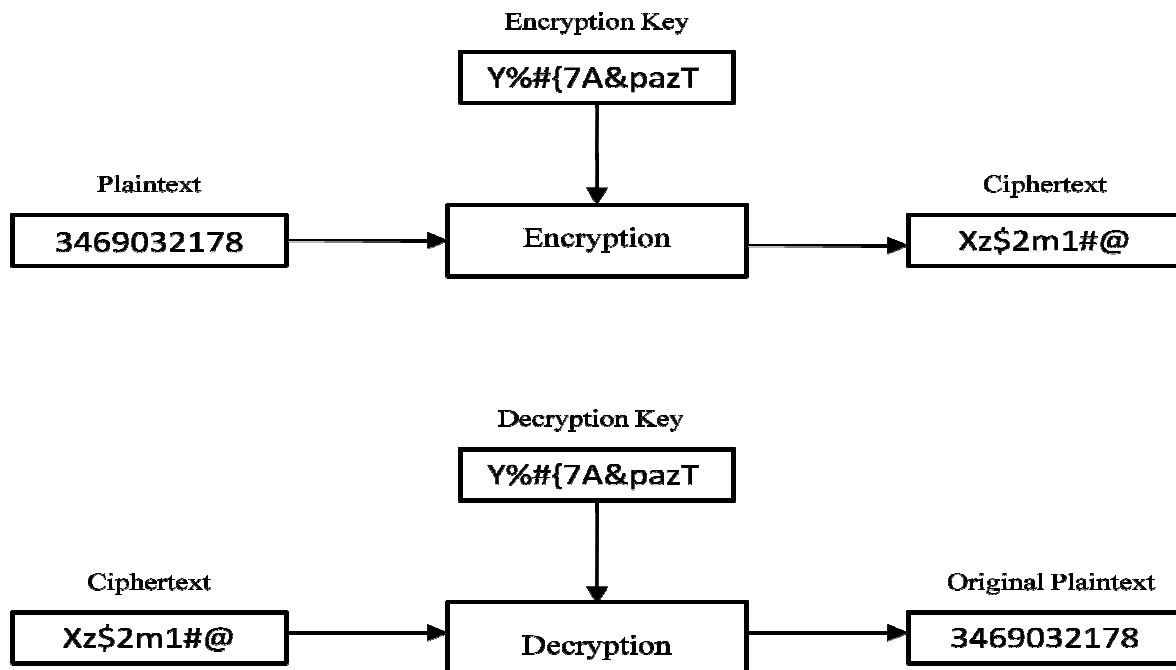 Encryption Key
Y%#{7A&pazT
Plaintext
Ciphertext
3469032178
Encryption
Xz$2m1#@
Decryption Key
Y%#{7A&pazT
Ciphertext
Original Plaintext
Xz$2m1#@
Decryption
3469032178